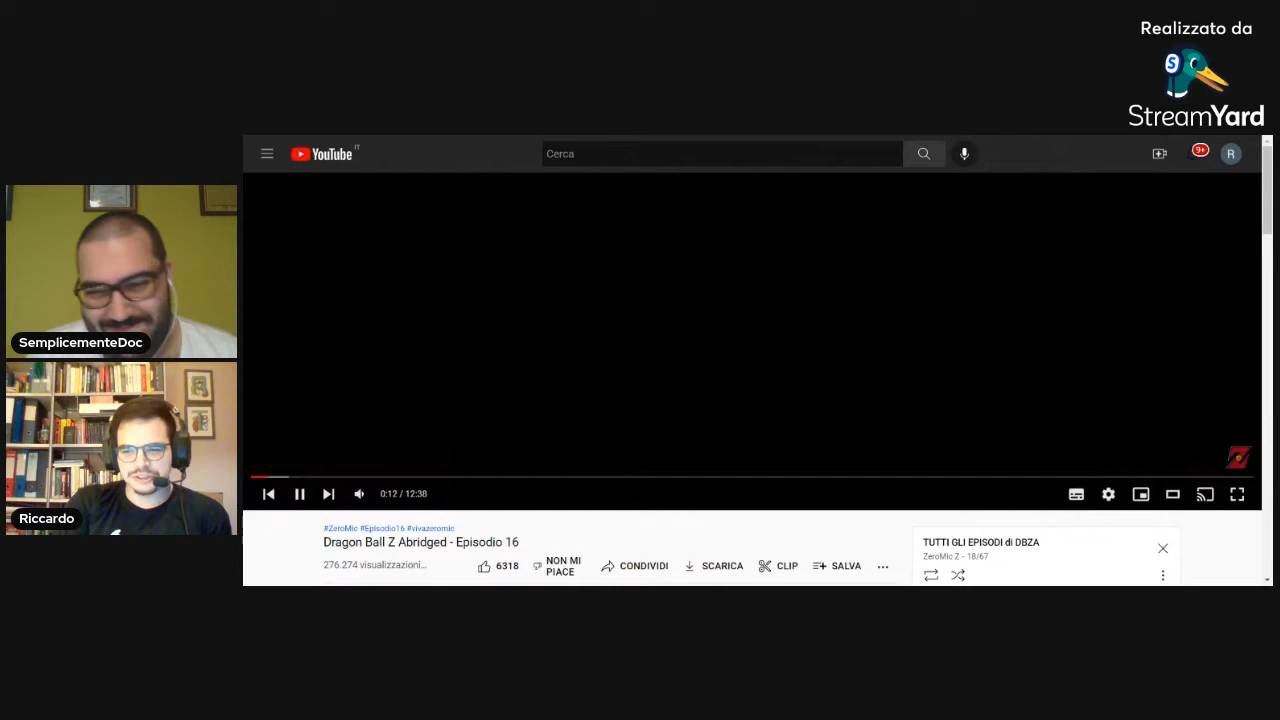 Realizzato da
StreamYard
YouTube IT
Cerca
9+
R
SemplicementeDoc
Riccardo
0:12 / 12:38
#ZeroMic #Episodio16 #vivazeromic
Dragon Ball Z Abridged - Episodio 16
276.274 visualizzazioni...
6318
NON MI
PIACE
CONDIVIDI
SCARICA
CLIP
SALVA
TUTTI GLI EPISODI di DBZA
ZeroMic Z - 18/67